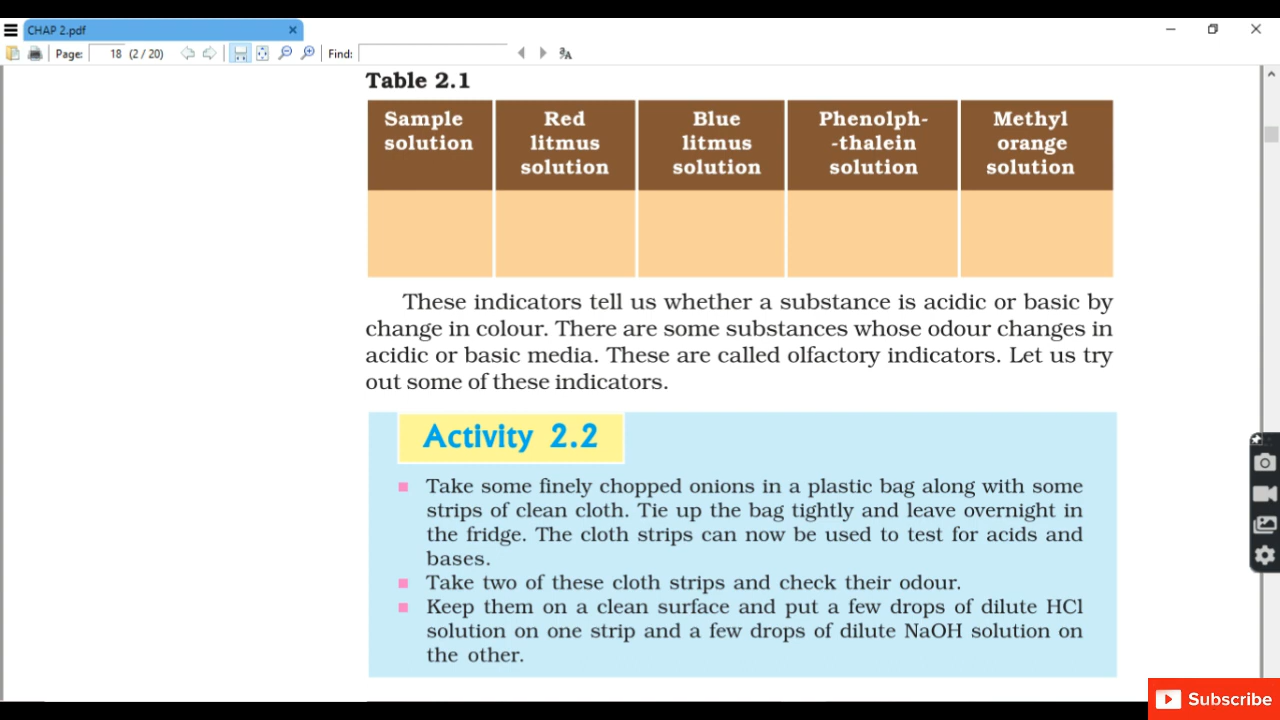 CHAP 2.pdf
Page: 18 (2 / 20) Find:
Table 2.1
Sample solution
Red litmus solution
Blue litmus solution
Phenolph- -thalein solution
Methyl orange solution
These indicators tell us whether a substance is acidic or basic by
change in colour. There are some substances whose odour changes in
acidic or basic media. These are called olfactory indicators. Let us try
out some of these indicators.
Activity 2.2
Take some finely chopped onions in a plastic bag along with some
strips of clean cloth. Tie up the bag tightly and leave overnight in
the fridge. The cloth strips can now be used to test for acids and
bases.
Take two of these cloth strips and check their odour.
Keep them on a clean surface and put a few drops of dilute HCl
solution on one strip and a few drops of dilute NaOH solution on
the other.
Subscribe